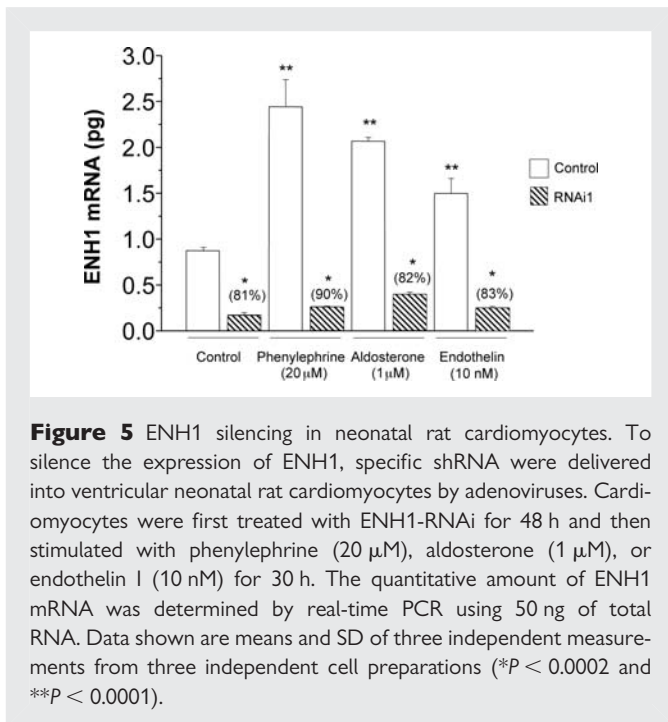 3.0
2.5
2.0
1.5
1.0
0.5
0.0
ENH1 mRNA (pg)
**
**
**
*
(81%)
*
(90%)
*
(82%)
*
(83%)
Control
RNAi1
Control
Phenylephrine
(20 μM)
Aldosterone
(1μM)
Endothelin
(10 nM)
Figure 5 ENH1 silencing in neonatal rat cardiomyocytes. To
silence the expression of ENH1, specific shRNA were delivered
into ventricular neonatal rat cardiomyocytes by adenoviruses. Cardi-
omyocytes were first treated with ENH1-RNAi for 48 h and then
stimulated with phenylephrine (20 μM), aldosterone (1 μM), or
endothelin I (10 nM) for 30 h. The quantitative amount of ENH1
mRNA was determined by real-time PCR using 50 ng of total
RNA. Data shown are means and SD of three independent measure-
ments from three independent cell preparations (*P < 0.0002 and
**P < 0.0001).